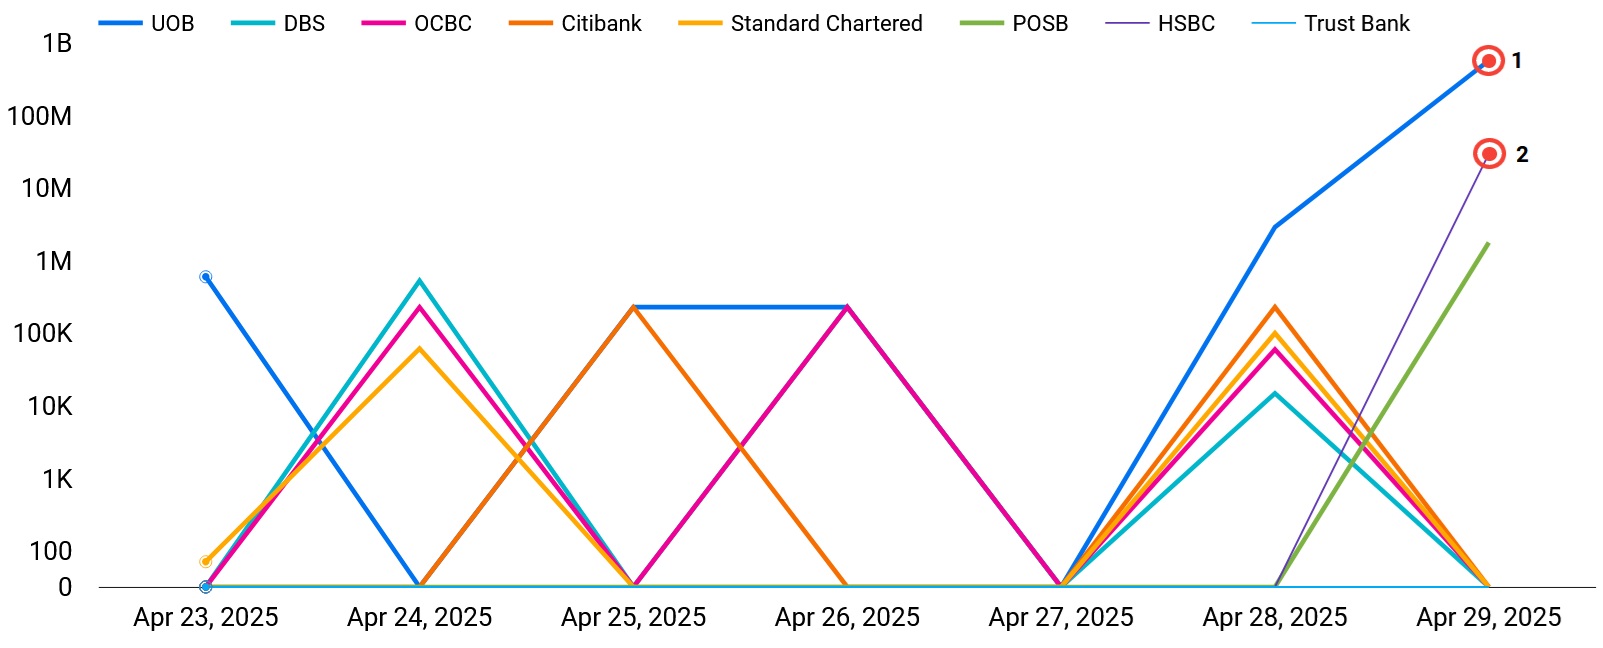 UOB DBS OCBC Citibank Standard Chartered POSB HSBC Trust Bank
1B
1
100M
2
10M
1M
100K
10K
1K
100
0
Apr 23, 2025 Apr 24, 2025 Apr 25, 2025 Apr 26, 2025 Apr 27, 2025 Apr 28, 2025 Apr 29, 2025